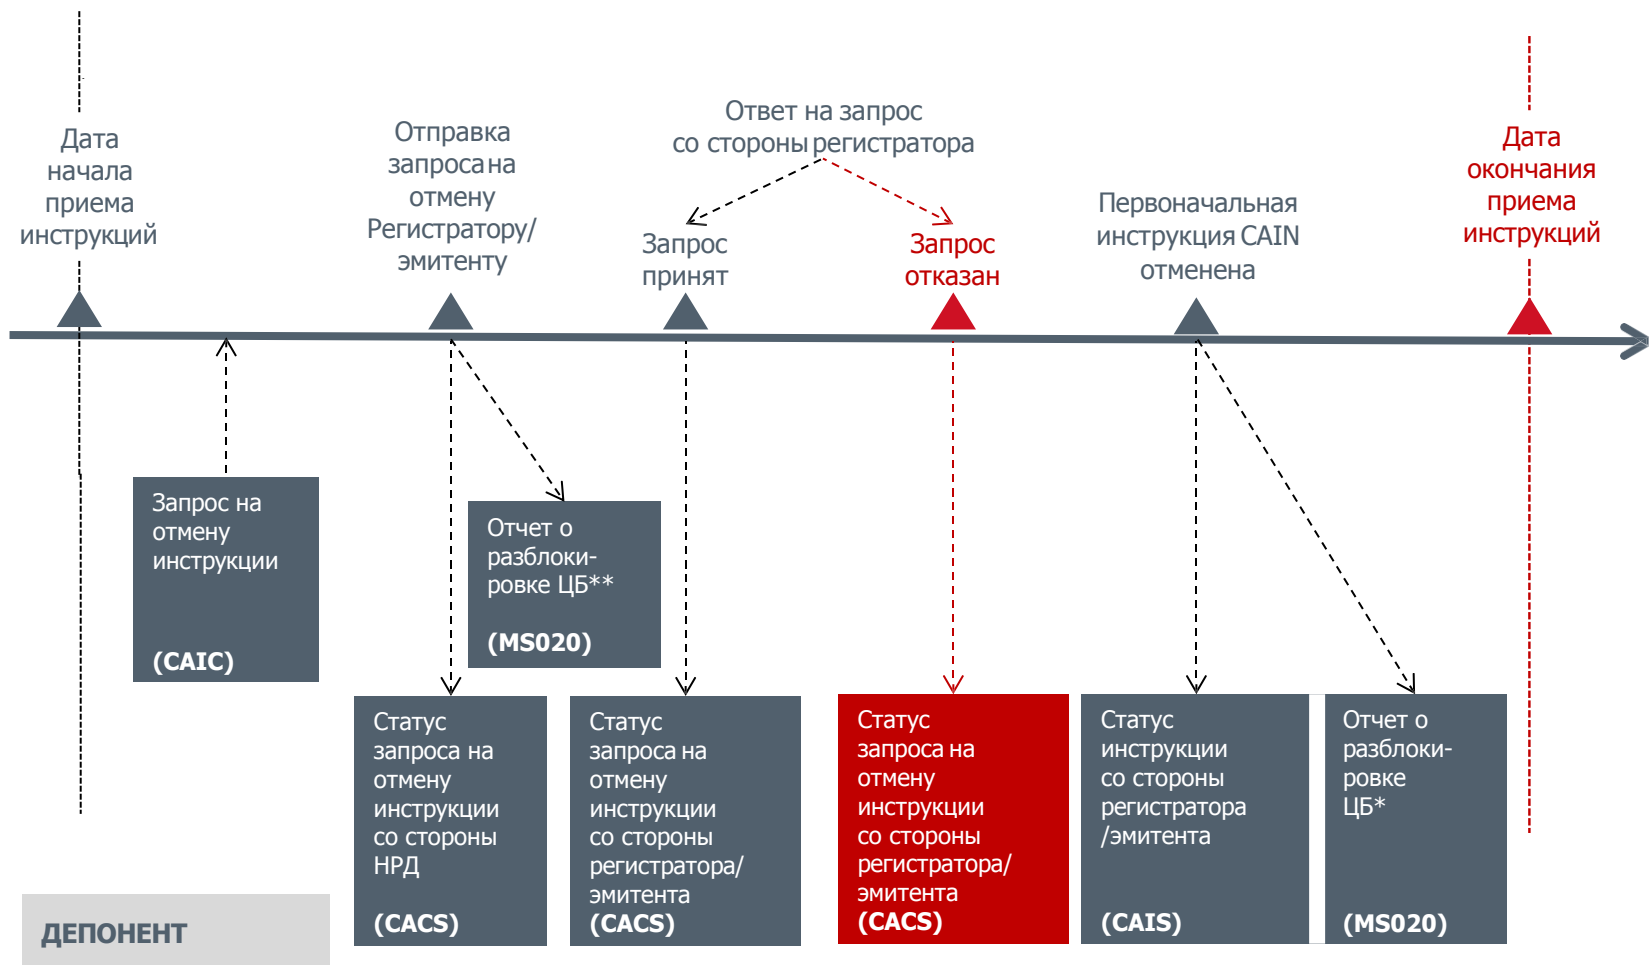 Дата
начала
приема
инструкций
Отправка
запроса на
отмену
Регистратору/
эмитенту
Ответ на запрос
со стороны регистратора
Запрос
принят
Запрос
отказан
Первоначальная
инструкция CAIN
отменена
Дата
окончания
приема
инструкций
Запрос на
отмену
инструкции
(CAIC)
Отчет о
разблоки-
ровке ЦБ**
(MS020)
Статус
запроса на
отмену
инструкции
со стороны
НРД
(CACS)
Статус
запроса на
отмену
инструкции
со стороны
регистратора/
эмитента
(CACS)
Статус
запроса на
отмену
инструкции
со стороны
регистратора/
эмитента
(CACS)
Статус
инструкции
со стороны
регистратора
/эмитента
(CAIS)
Отчет о
разблоки-
ровке
ЦБ*
(MS020)
ДЕПОНЕНТ